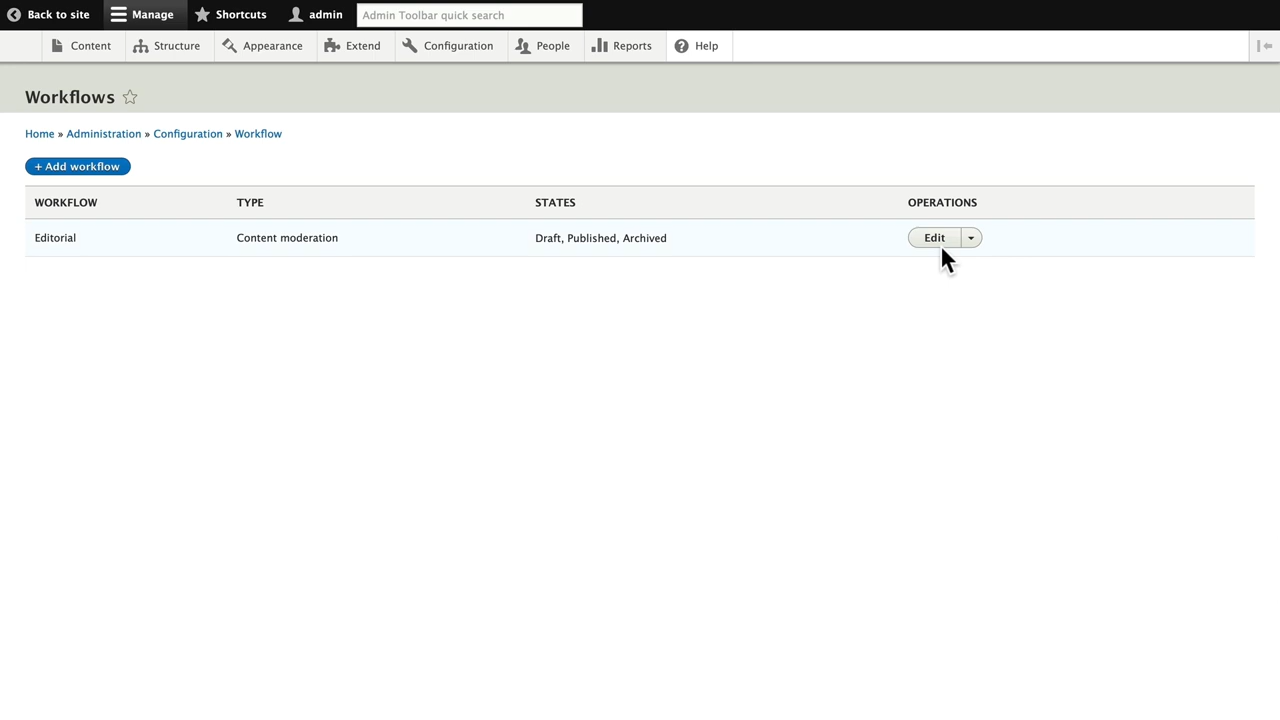 Back to site Manage Shortcuts admin Admin Toolbar quick search
Content Structure Appearance Extend Configuration People Reports Help
Workflows
Home » Administration » Configuration » Workflow
+ Add workflow
WORKFLOW TYPE STATES OPERATIONS
Editorial Content moderation Draft, Published, Archived Edit